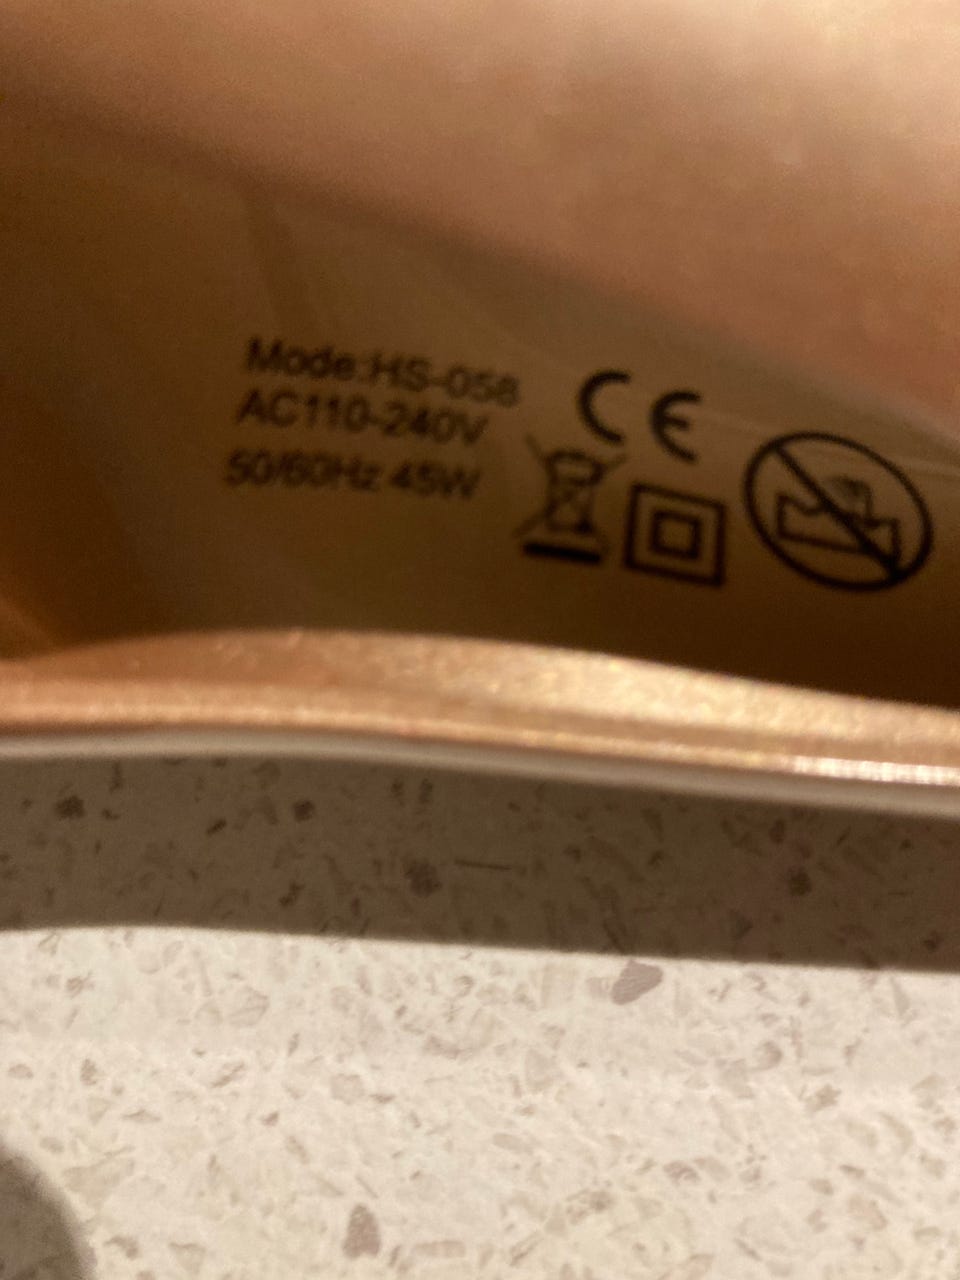 Mode:HS-058
AC110-240V
50/60Hz 45W
CE